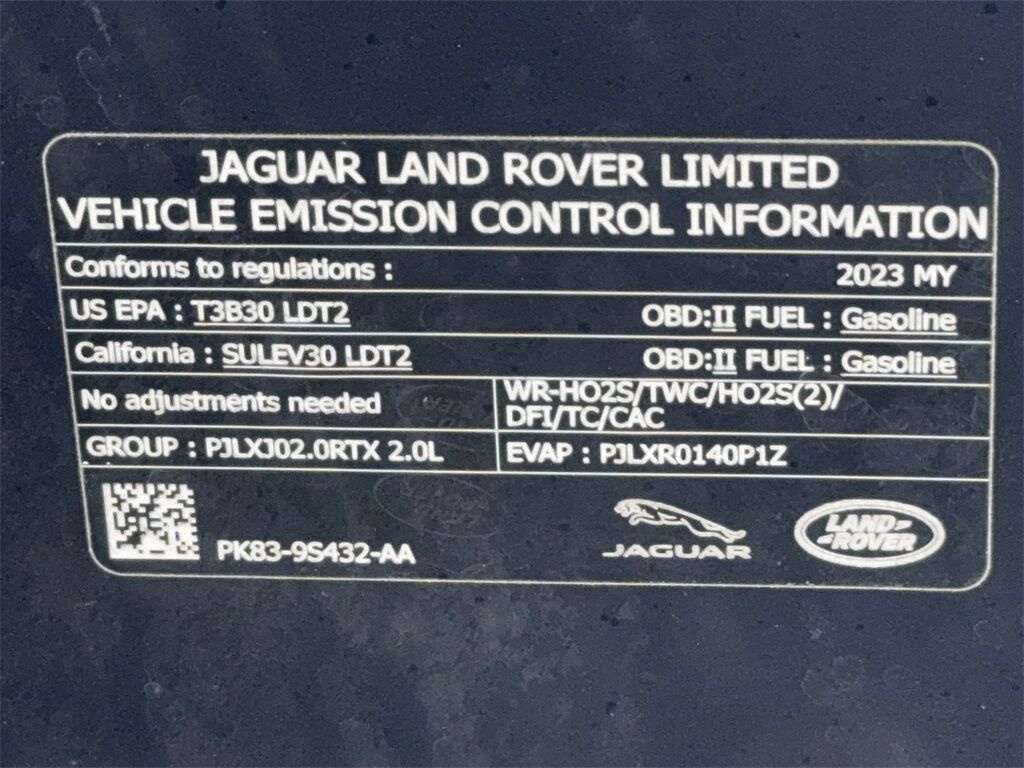 JAGUAR LAND ROVER LIMITED
VEHICLE EMISSION CONTROL INFORMATION
Conforms to regulations : 2023 MY
US EPA : T3B30 LDT2 OBD:II FUEL : Gasoline
California : SULEV30 LDT2 OBD:II FUEL : Gasoline
No adjustments needed
WR-HO2S/TWC/HO2S(2)/
DFI/TC/CAC
GROUP : PJLXJ02.0RTX 2.0L EVAP : PJLXR0140P1Z
PK83-9S432-AA
JAGUAR
LAND-
-ROVER